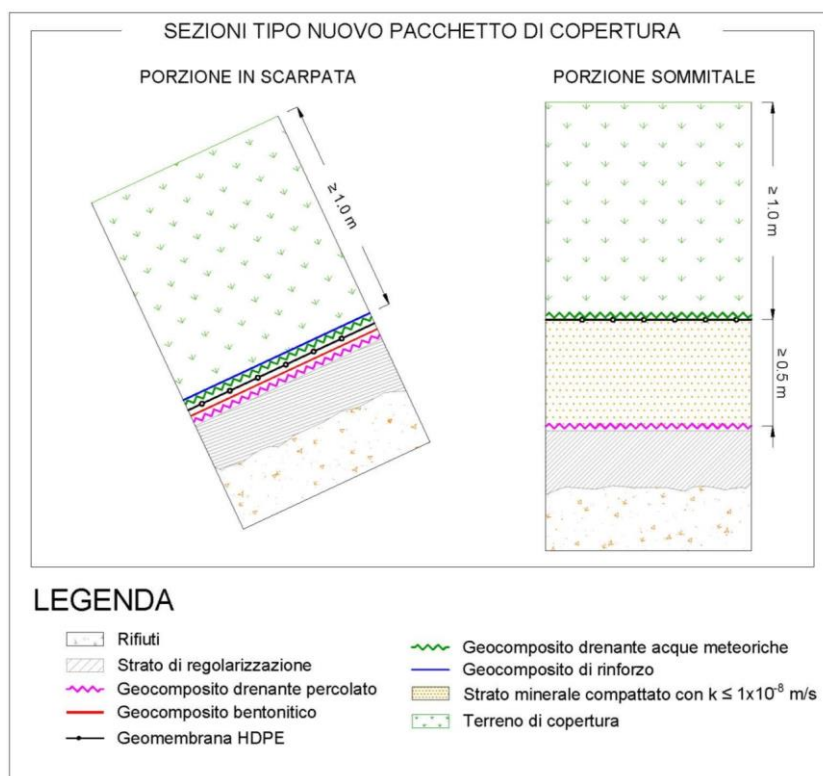 SEZIONI TIPO NUOVO PACCHETTO DI COPERTURA
PORZIONE IN SCARPATA
PORZIONE SOMMITALE
≥ 1.0 m
≥ 1.0 m
≥ 0.5 m
LEGENDA
Rifiuti
Strato di regolarizzazione
Geocomposito drenante percolato
Geocomposito bentonitico
Geomembrana HDPE
Geocomposito drenante acque meteoriche
Geocomposito di rinforzo
Strato minerale compattato con k ≤ 1x10⁻⁸ m/s
Terreno di copertura